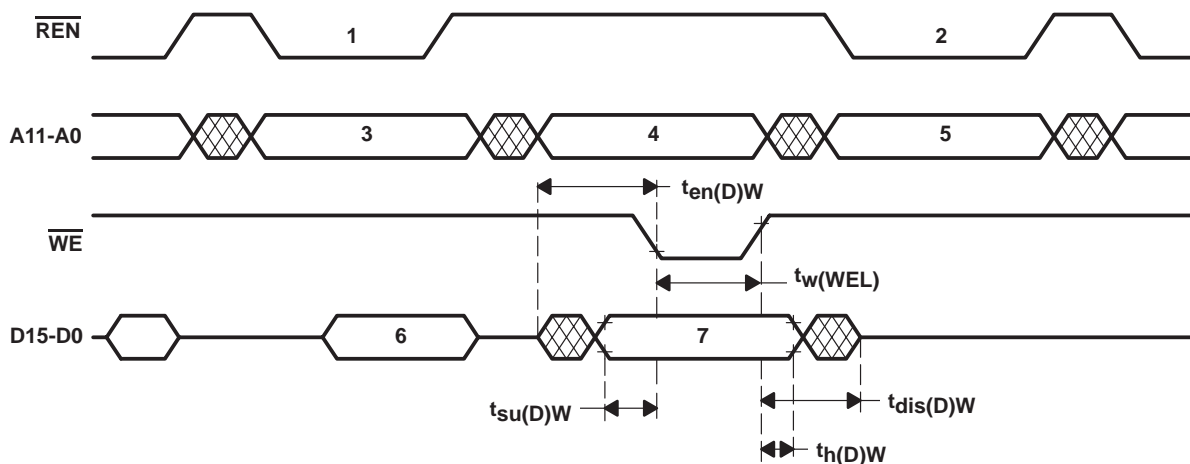 REN
1
2
A11-A0
3
4
5
ten(D)W
WE
tw(WEL)
D15-D0
6
7
tsu(D)W
tdis(D)W
th(D)W